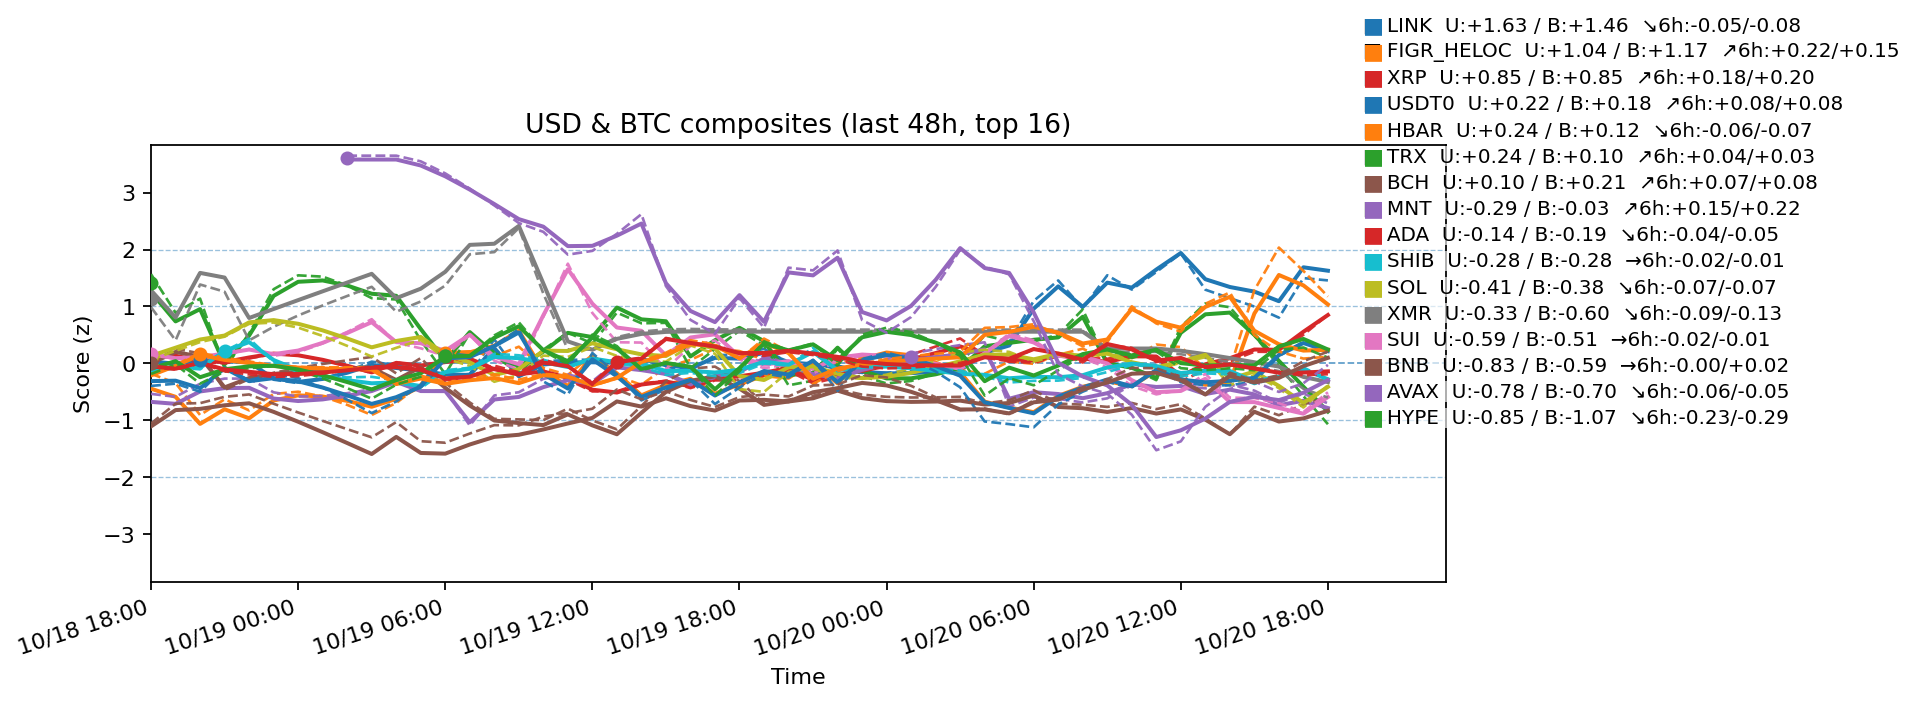 LINK  U:+1.63 / B:+1.46  ↘6h:-0.05/-0.08
FIGR_HELOC  U:+1.04 / B:+1.17  ↗6h:+0.22/+0.15
XRP  U:+0.85 / B:+0.85  ↗6h:+0.18/+0.20
USDT0  U:+0.22 / B:+0.18  ↗6h:+0.08/+0.08
HBAR  U:+0.24 / B:+0.12  ↘6h:-0.06/-0.07
TRX  U:+0.24 / B:+0.10  ↗6h:+0.04/+0.03
BCH  U:+0.10 / B:+0.21  ↗6h:+0.07/+0.08
MNT  U:-0.29 / B:-0.03  ↗6h:+0.15/+0.22
ADA  U:-0.14 / B:-0.19  ↘6h:-0.04/-0.05
SHIB  U:-0.28 / B:-0.28  →6h:-0.02/-0.01
SOL  U:-0.41 / B:-0.38  ↘6h:-0.07/-0.07
XMR  U:-0.33 / B:-0.60  ↘6h:-0.09/-0.13
SUI  U:-0.59 / B:-0.51  →6h:-0.02/-0.01
BNB  U:-0.83 / B:-0.59  →6h:-0.00/+0.02
AVAX  U:-0.78 / B:-0.70  ↘6h:-0.06/-0.05
HYPE  U:-0.85 / B:-1.07  ↘6h:-0.23/-0.29
USD & BTC composites (last 48h, top 16)
Score (z)
3
2
1
0
−1
−2
−3
10/18 18:00
10/19 00:00
10/19 06:00
10/19 12:00
10/19 18:00
10/20 00:00
10/20 06:00
10/20 12:00
10/20 18:00
Time